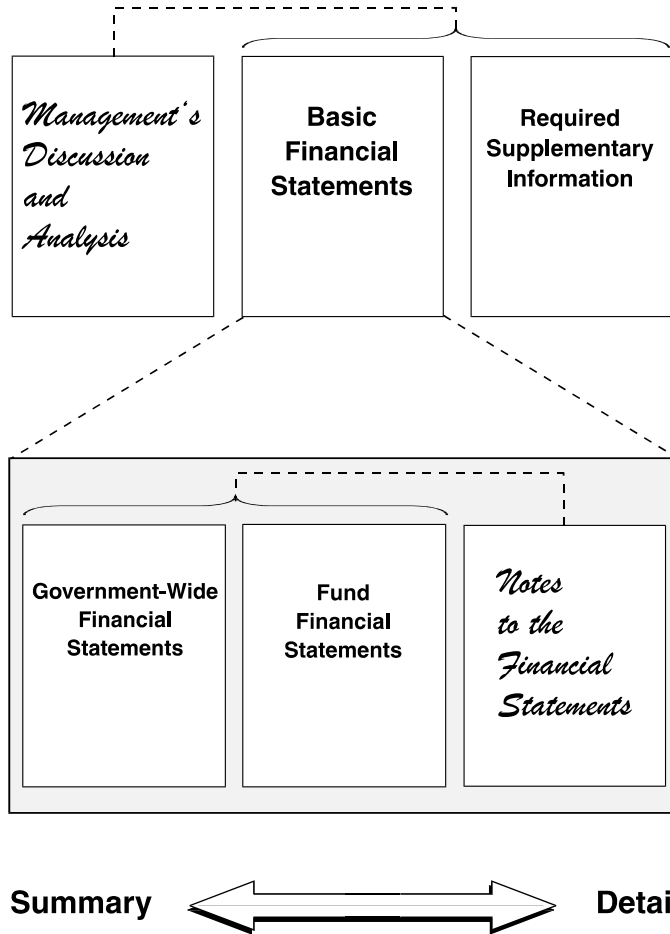 Management's
Discussion
and
Analysis
Basic
Financial
Statements
Required
Supplementary
Information
Government-Wide
Financial
Statements
Fund
Financial
Statements
Notes
to the
Financial
Statements
Summary
Detai